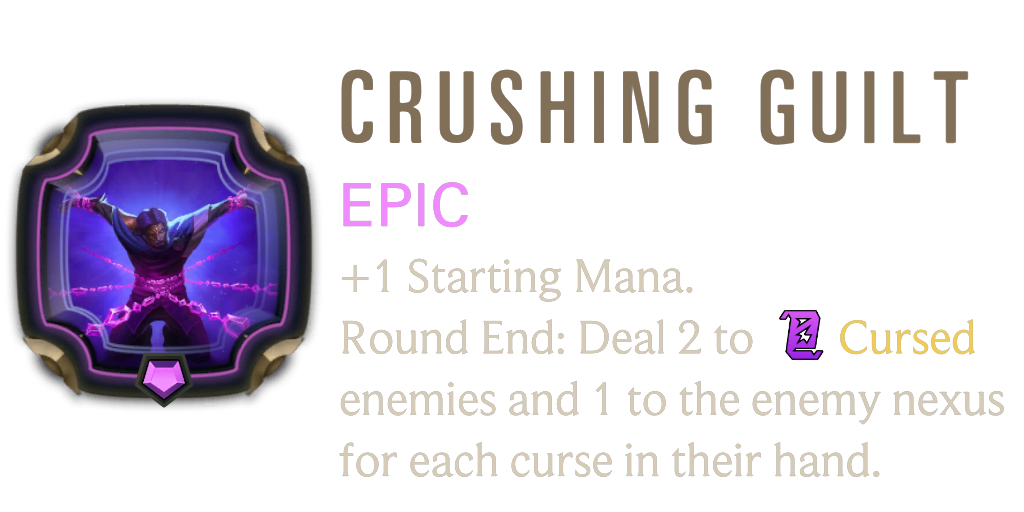 CRUSHING GUILT
EPIC
+1 Starting Mana.
Round End: Deal 2 to Cursed
enemies and 1 to the enemy nexus
for each curse in their hand.